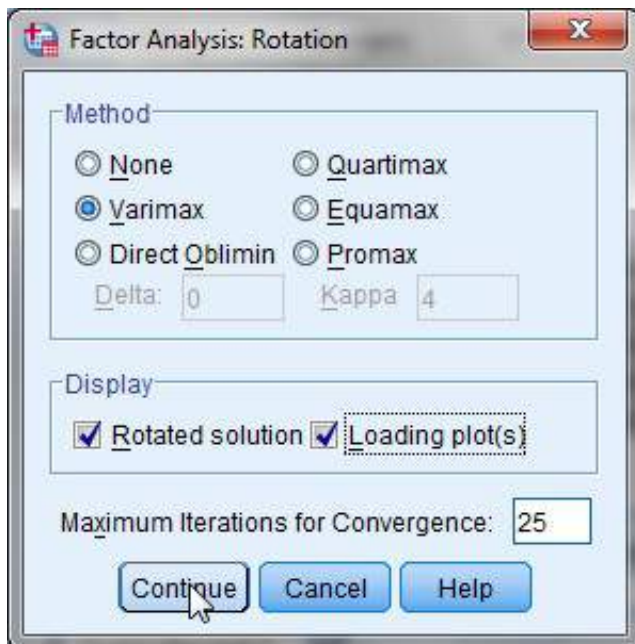 Factor Analysis: Rotation
Method
None Quartimax
Varimax Equamax
Direct Oblimin Promax
Delta: 0 Kappa 4
Display
Rotated solution Loading plot(s)
Maximum Iterations for Convergence: 25
Continue Cancel Help